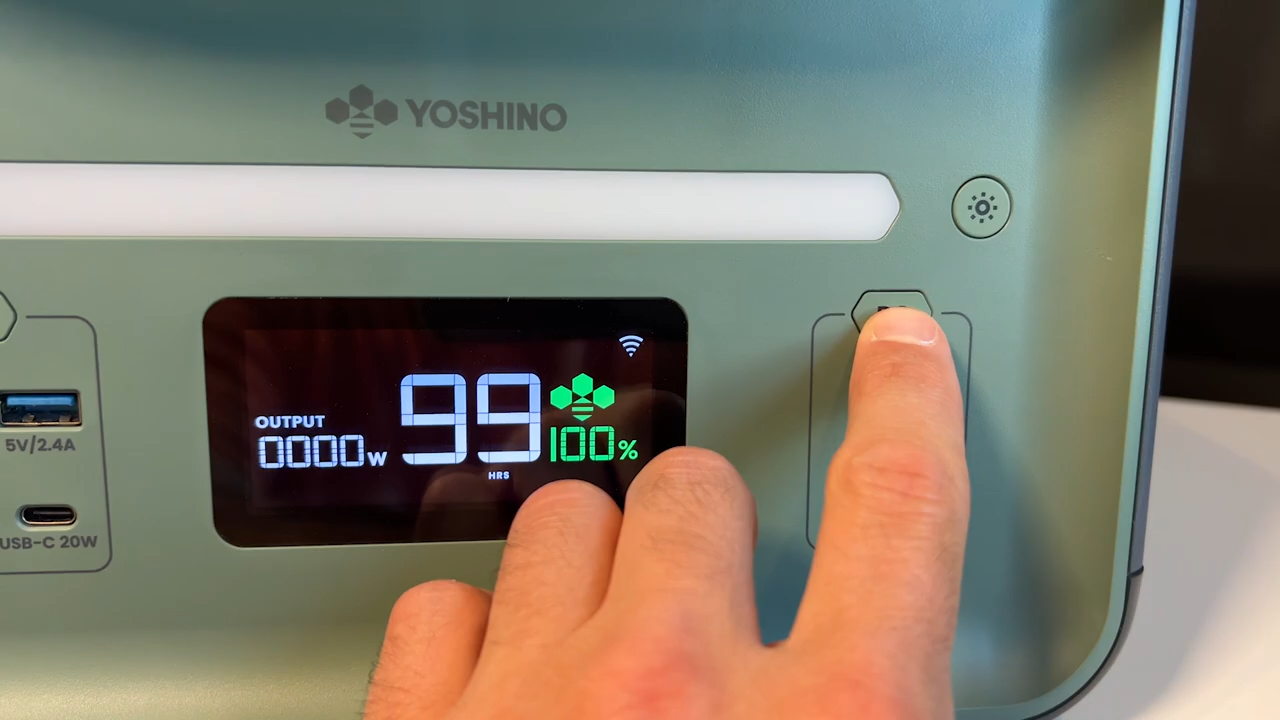 YOSHINO
5V/2.4A
USB-C 20W
OUTPUT
0000W
99
HRS
100%